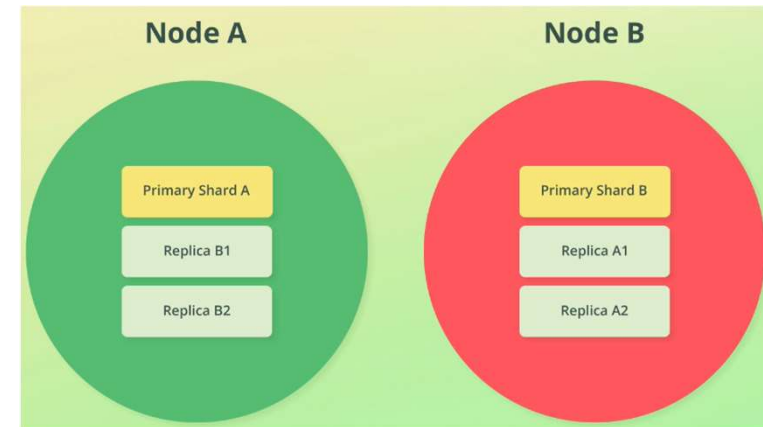 Node A
Node B
Primary Shard A
Replica B1
Replica B2
Primary Shard B
Replica A1
Replica A2